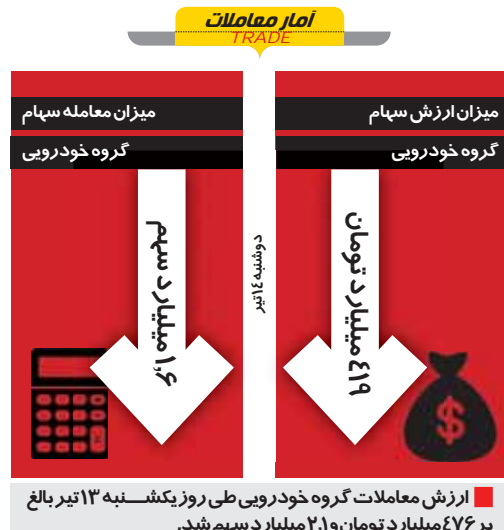 آمار معاملات
TRADE
میزان ارزش سهام
گروه خودرویی
۴۱۹ میلیارد تومان
$
دوشنبه ۱۴ تیر
میزان معامله سهام
گروه خودرویی
۱,۶ میلیارد سهم
ارزش معاملات گروه خودرویی طی روز یکشـــنبه ۱۳ تیر بالغ
بر ۴۷۶ میلیارد تومان و ۲,۱ میلیارد سهم شد.